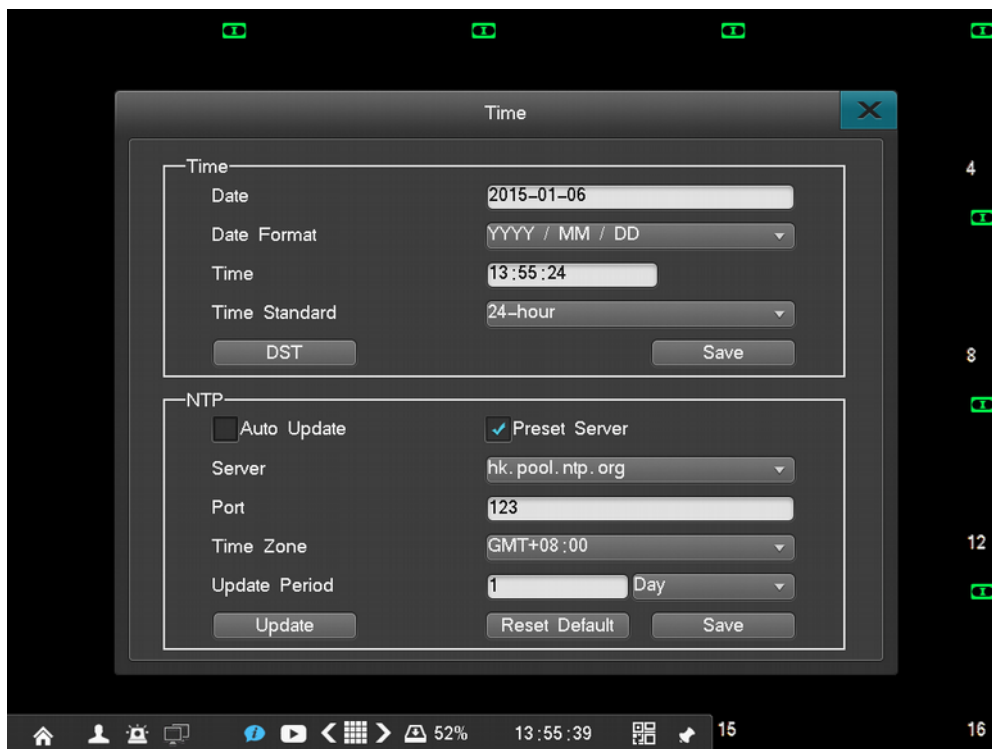 Time
Time
4
Date 2015-01-06
Date Format YYYY / MM / DD
Time 13:55:24
Time Standard 24-hour
DST Save
8
NTP
Auto Update Preset Server
Server hk.pool.ntp.org
Port 123
Time Zone GMT+08:00
12
Update Period 1 Day
Update Reset Default Save
52% 13:55:39 15 16